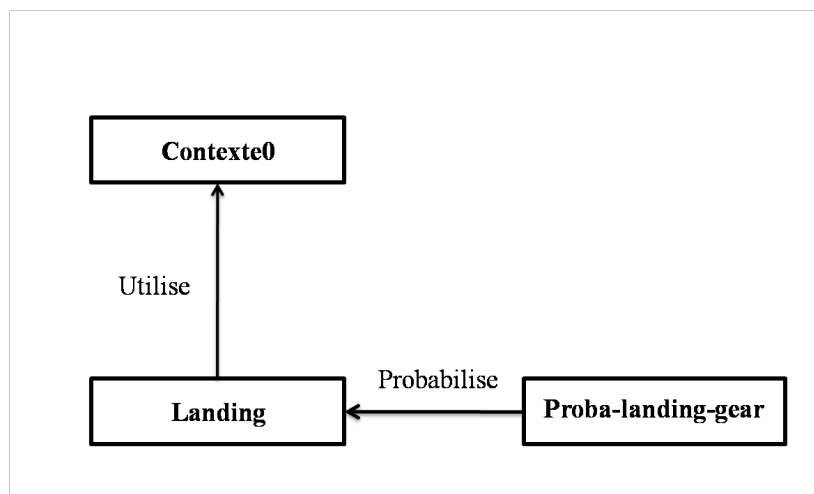 Contexte0
Utilise
Probabilise
Landing
Proba-landing-gear